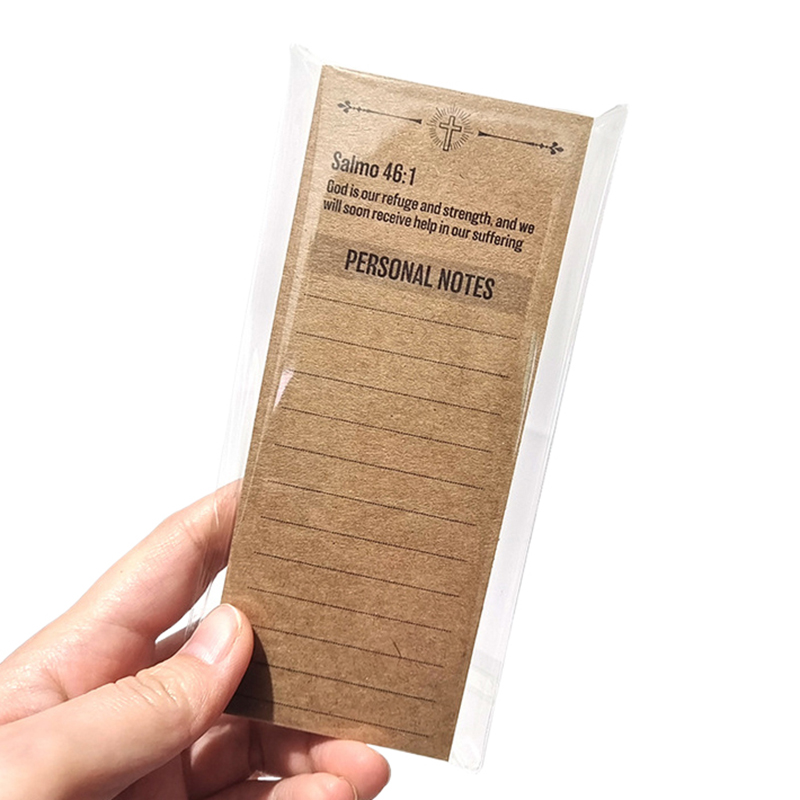 Salmo 46:1
God is our refuge and strength, and we
will soon receive help in our suffering
PERSONAL NOTES